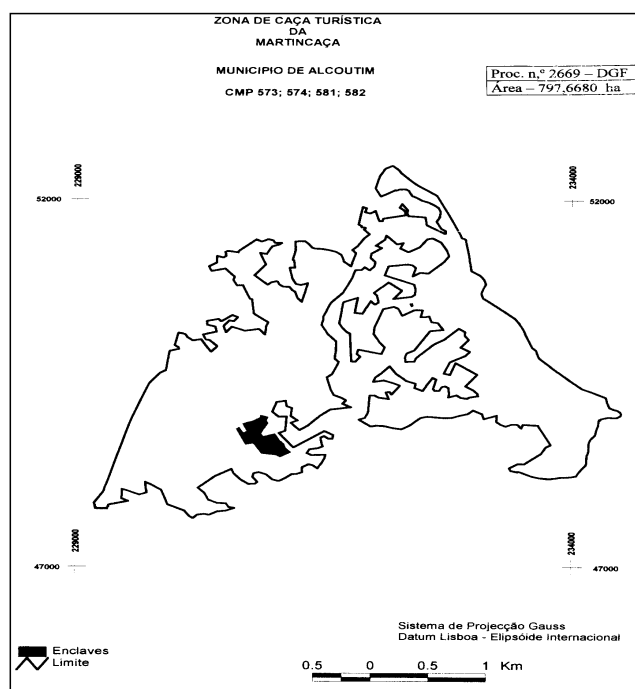 ZONA DE CAÇA TURÍSTICA
DA
MARTINCAÇA
MUNICIPIO DE ALCOUTIM
CMP 573; 574; 581; 582
Proc. n,º 2669 – DGF
Área – 797,6680 ha
229000
234000
52000
52000
229000
234000
47000
47000
Sistema de Projecção Gauss
Datum Lisboa - Elipsóide Internacional
Enclaves
Limite
0.5 0 0.5 1 Km